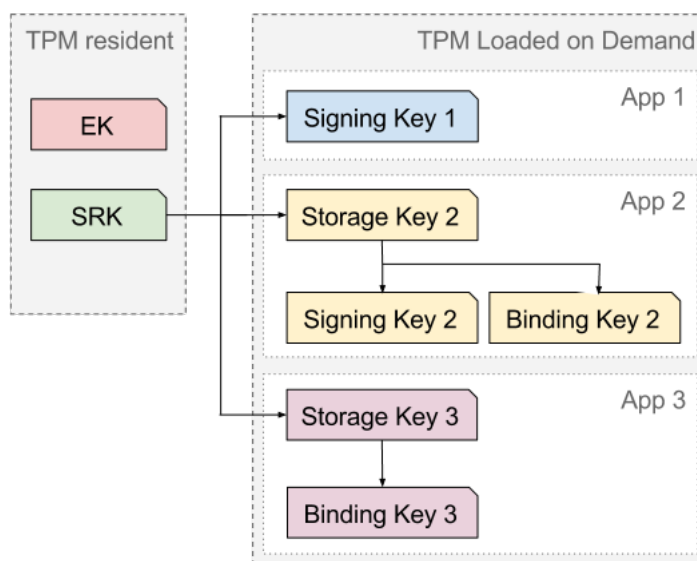 TPM resident
TPM Loaded on Demand
EK
SRK
App 1
Signing Key 1
App 2
Storage Key 2
Signing Key 2
Binding Key 2
App 3
Storage Key 3
Binding Key 3